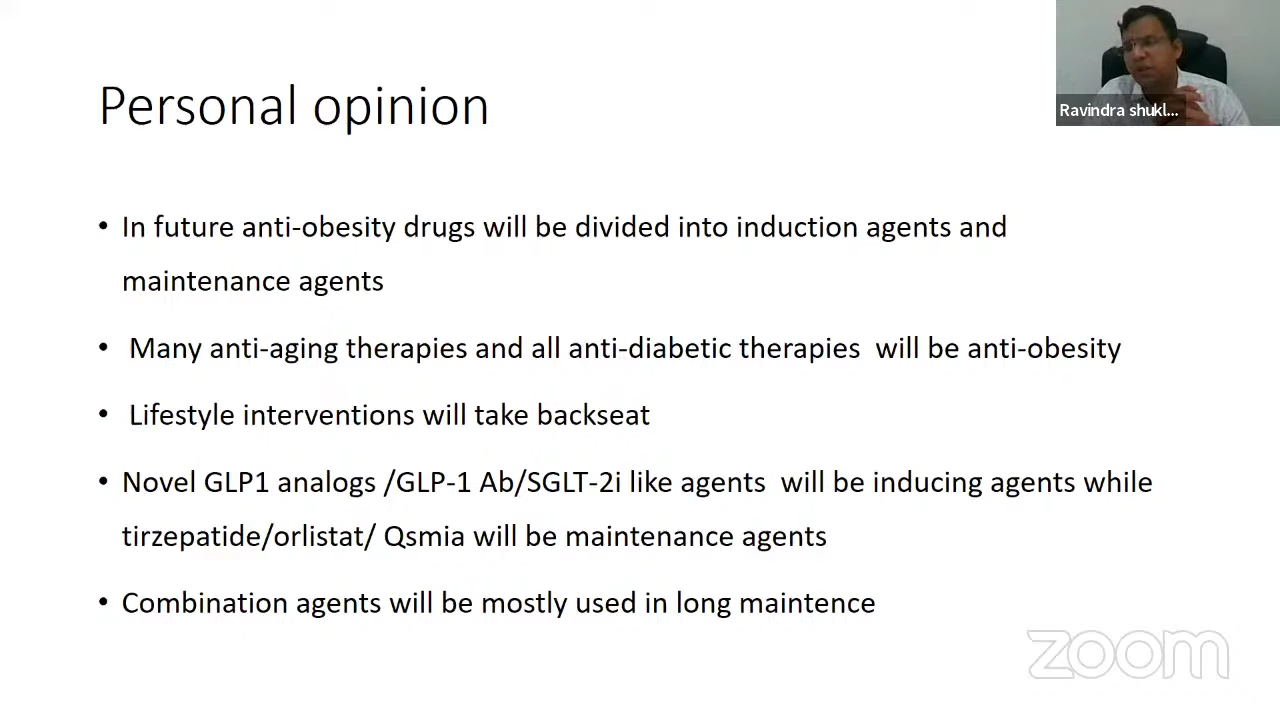 Personal opinion
Ravindra shukl...
• In future anti-obesity drugs will be divided into induction agents and
maintenance agents
• Many anti-aging therapies and all anti-diabetic therapies will be anti-obesity
• Lifestyle interventions will take backseat
• Novel GLP1 analogs /GLP-1 Ab/SGLT-2i like agents will be inducing agents while
tirzepatide/orlistat/ Qsmia will be maintenance agents
• Combination agents will be mostly used in long maintence
zoom